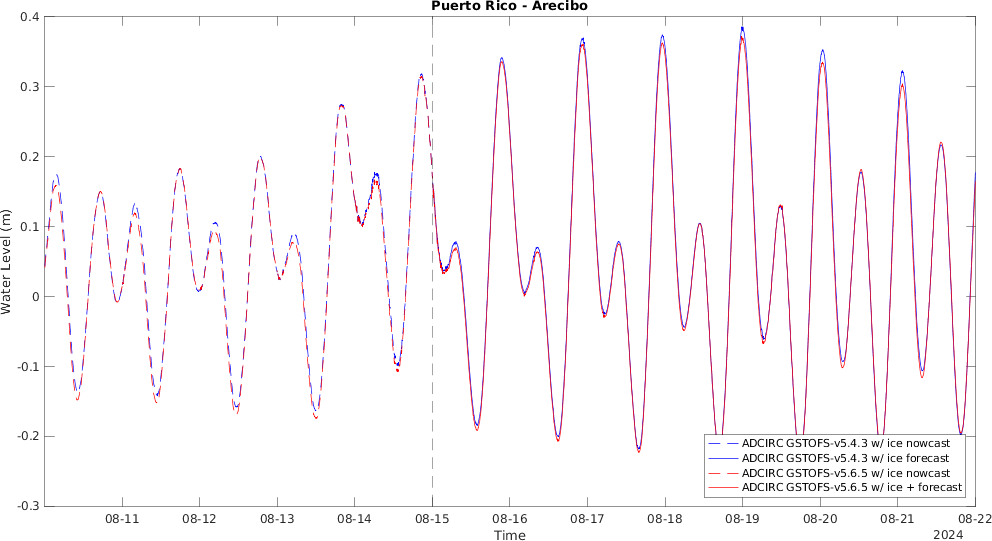 Puerto Rico - Arecibo
0.4
0.3
0.2
0.1
0
-0.1
-0.2
-0.3
Water Level (m)
ADCIRC GSTOFS-v5.4.3 w/ ice nowcast
ADCIRC GSTOFS-v5.4.3 w/ ice forecast
ADCIRC GSTOFS-v5.6.5 w/ ice nowcast
ADCIRC GSTOFS-v5.6.5 w/ ice + forecast
08-11 08-12 08-13 08-14 08-15 08-16 08-17 08-18 08-19 08-20 08-21 08-22
Time
2024